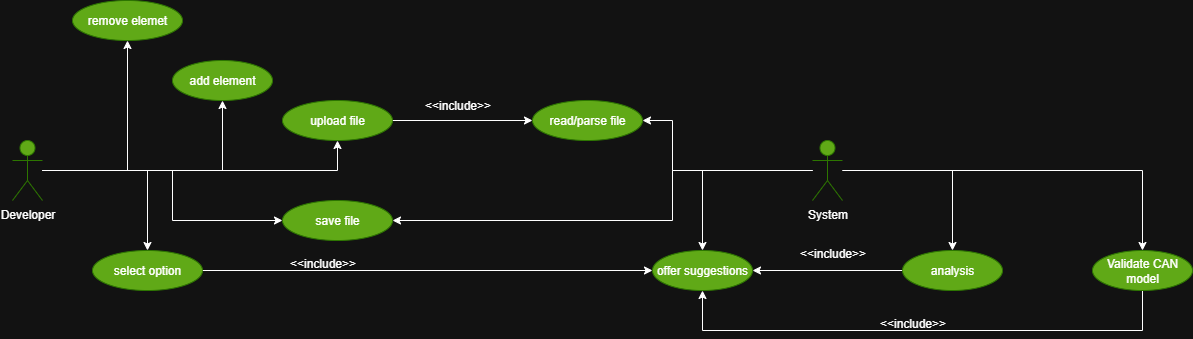 remove elemet
add element
upload file
<<include>>
read/parse file
Developer
System
save file
select option
<<include>>
offer suggestions
<<include>>
analysis
Validate CAN
model
<<include>>